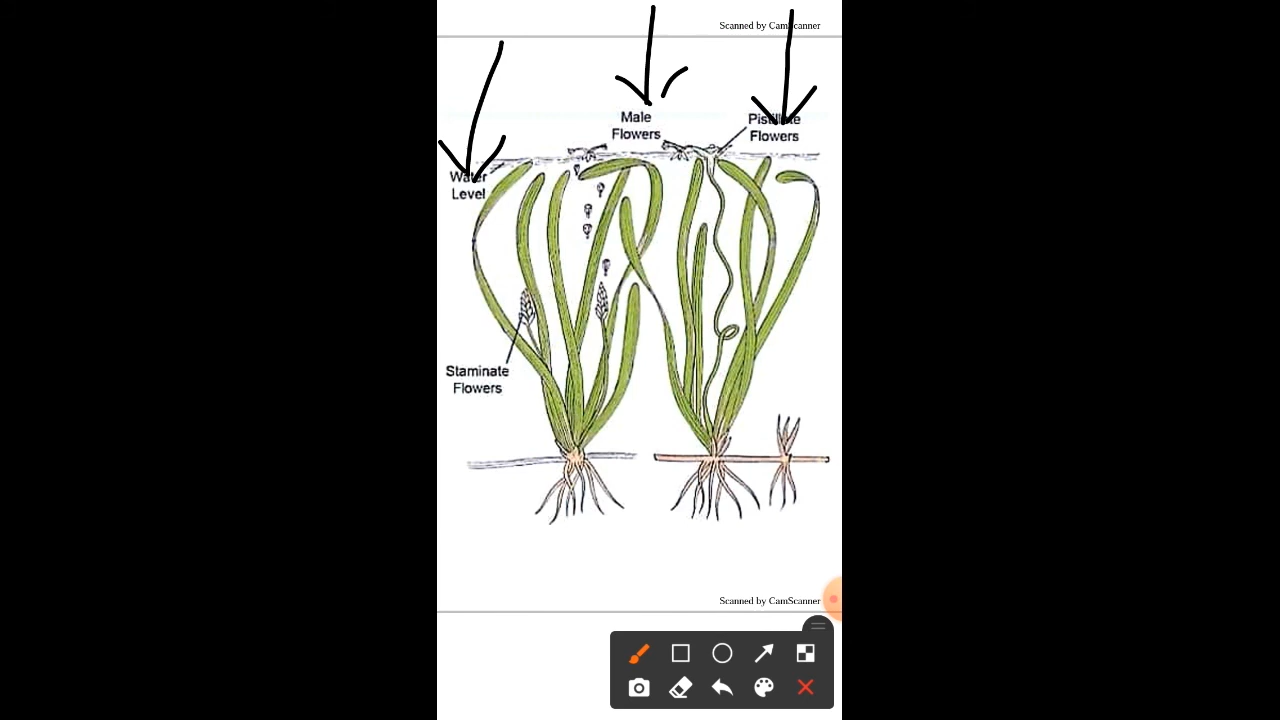 Scanned by CamScanner
Male
Flowers
Pistillate
Flowers
Water
Level
Staminate
Flowers
Scanned by CamScanner